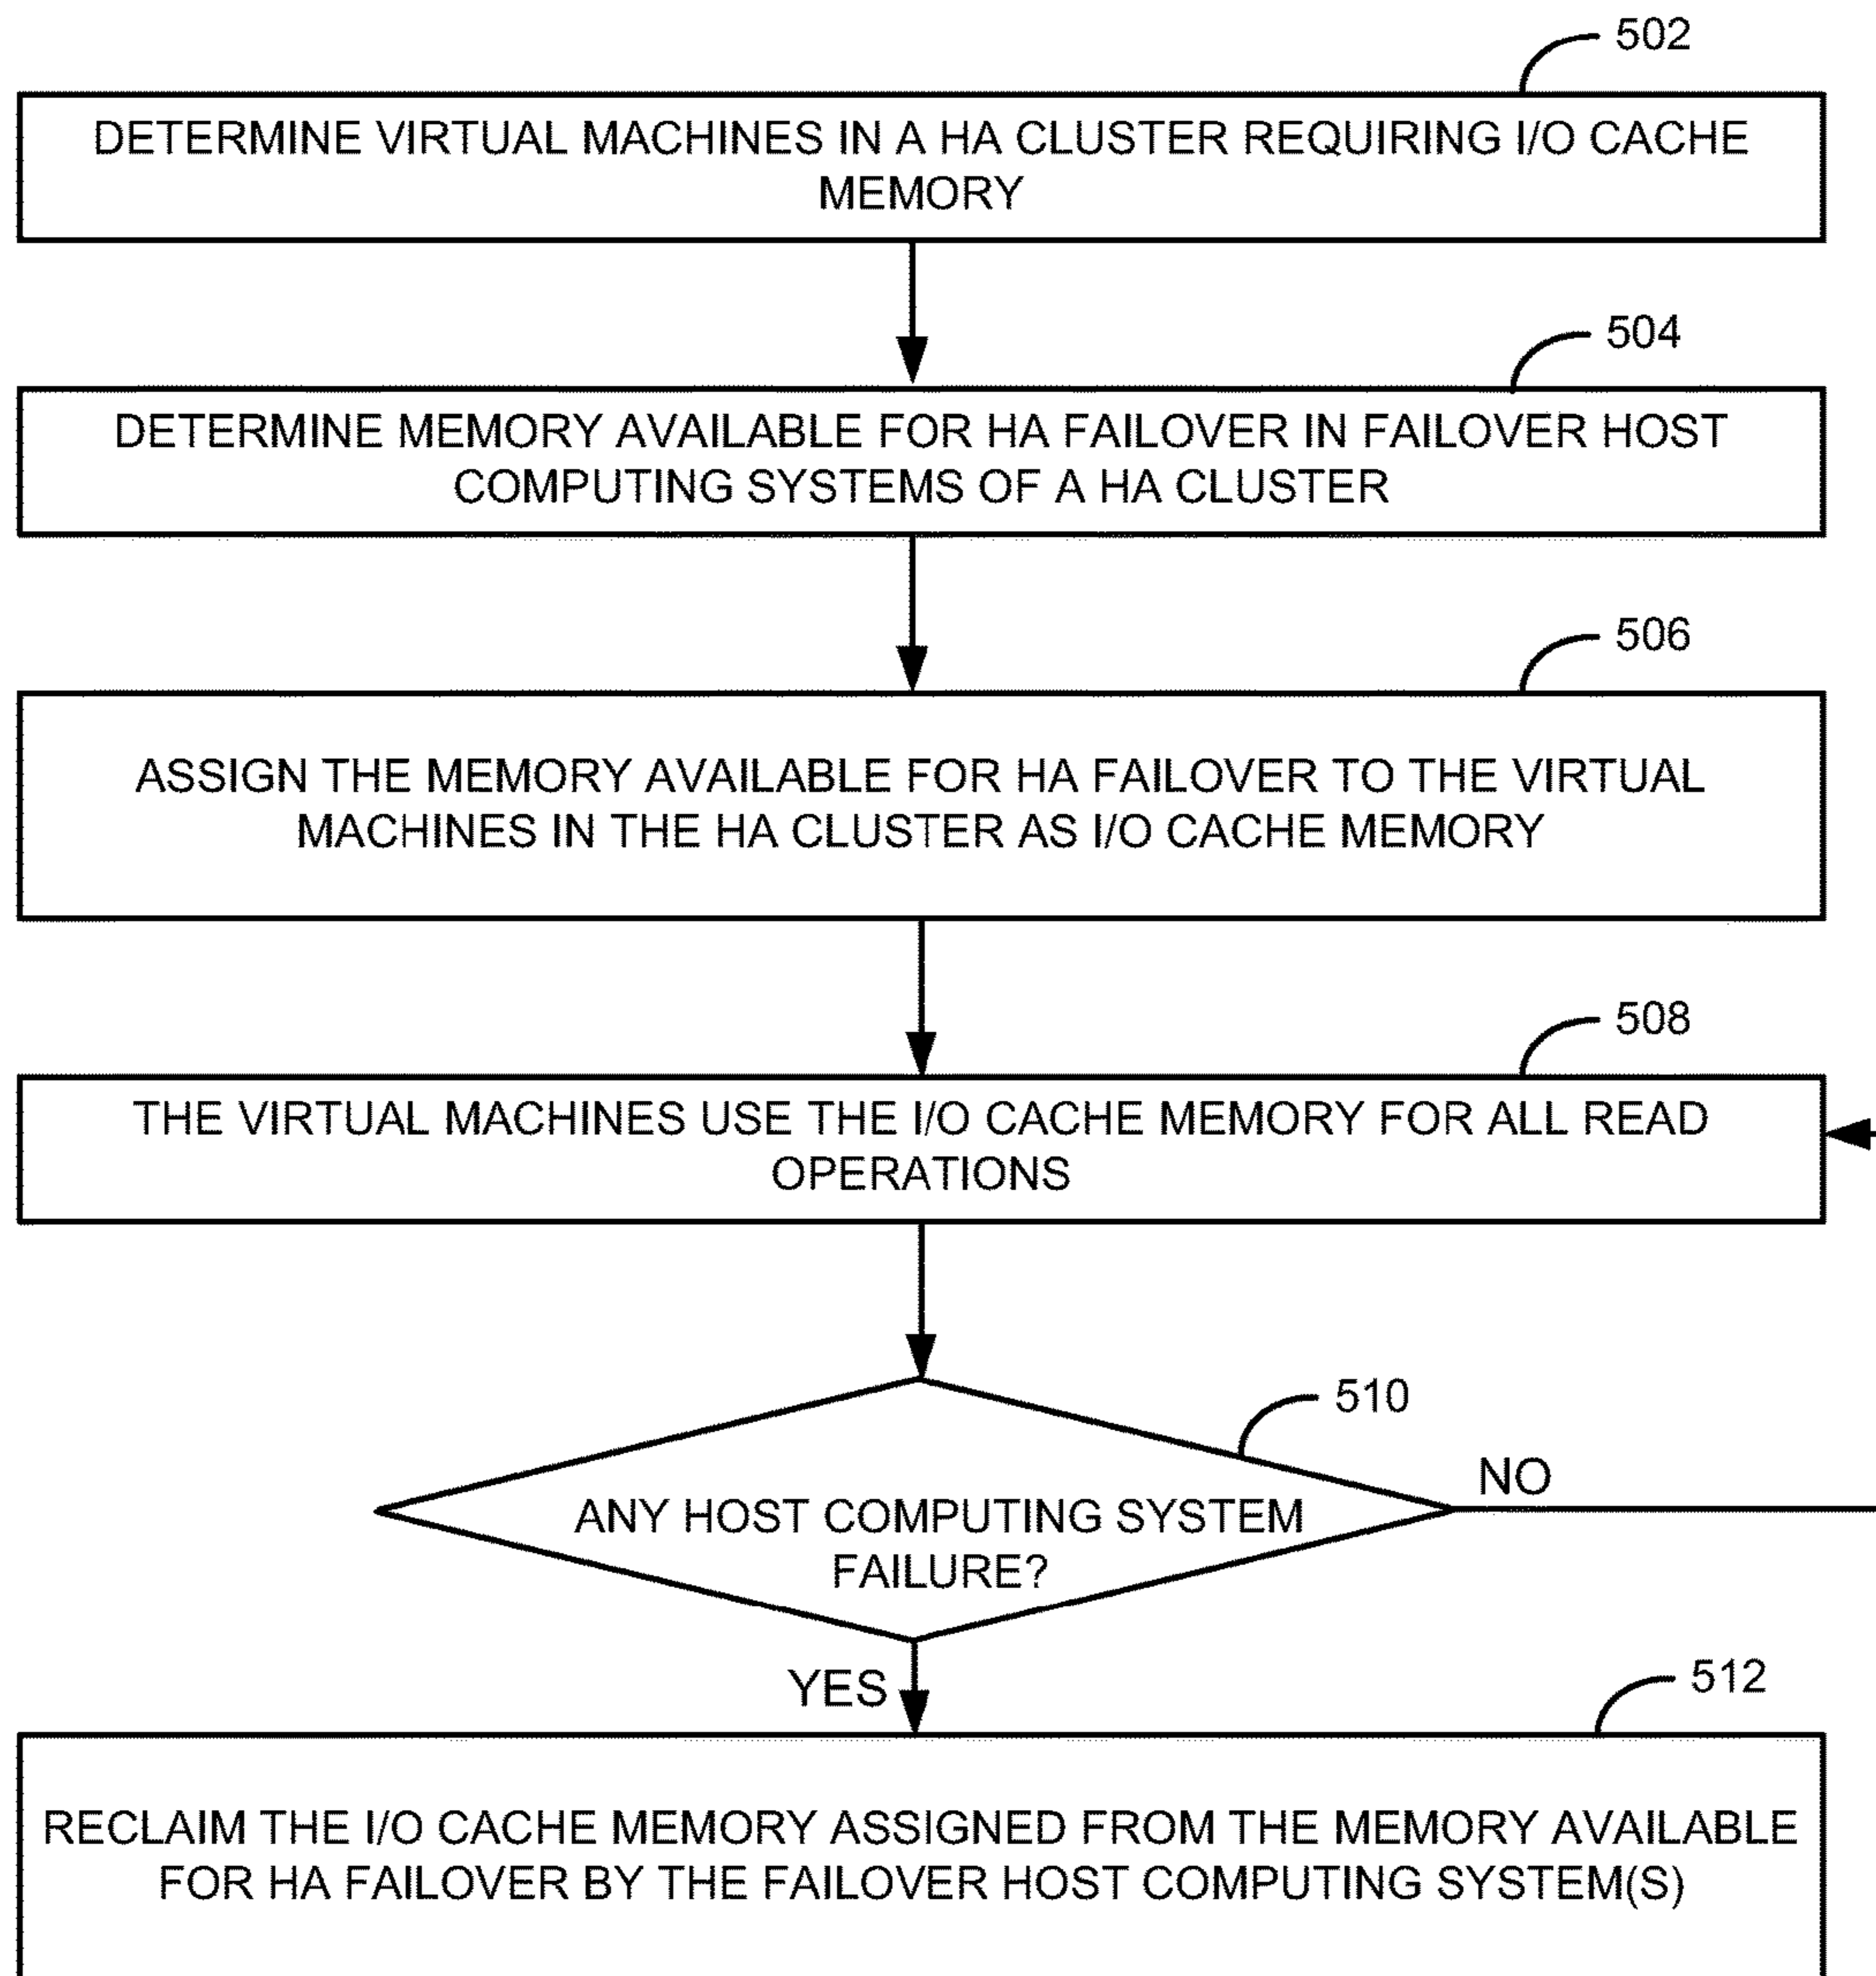 502
DETERMINE VIRTUAL MACHINES IN A HA CLUSTER REQUIRING I/O CACHE
MEMORY
504
DETERMINE MEMORY AVAILABLE FOR HA FAILOVER IN FAILOVER HOST
COMPUTING SYSTEMS OF A HA CLUSTER
506
ASSIGN THE MEMORY AVAILABLE FOR HA FAILOVER TO THE VIRTUAL
MACHINES IN THE HA CLUSTER AS I/O CACHE MEMORY
508
THE VIRTUAL MACHINES USE THE I/O CACHE MEMORY FOR ALL READ
OPERATIONS
510
NO
ANY HOST COMPUTING SYSTEM
FAILURE?
YES
512
RECLAIM THE I/O CACHE MEMORY ASSIGNED FROM THE MEMORY AVAILABLE
FOR HA FAILOVER BY THE FAILOVER HOST COMPUTING SYSTEM(S)